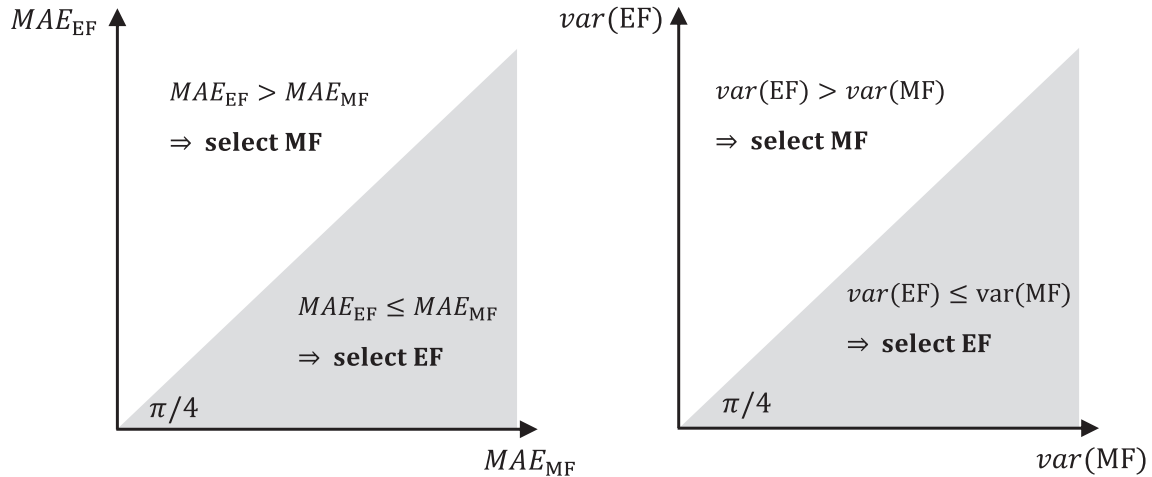 MAE_EF
MAE_EF > MAE_MF
⇒ select MF
MAE_EF ≤ MAE_MF
⇒ select EF
π/4
MAE_MF
var(EF)
var(EF) > var(MF)
⇒ select MF
var(EF) ≤ var(MF)
⇒ select EF
π/4
var(MF)